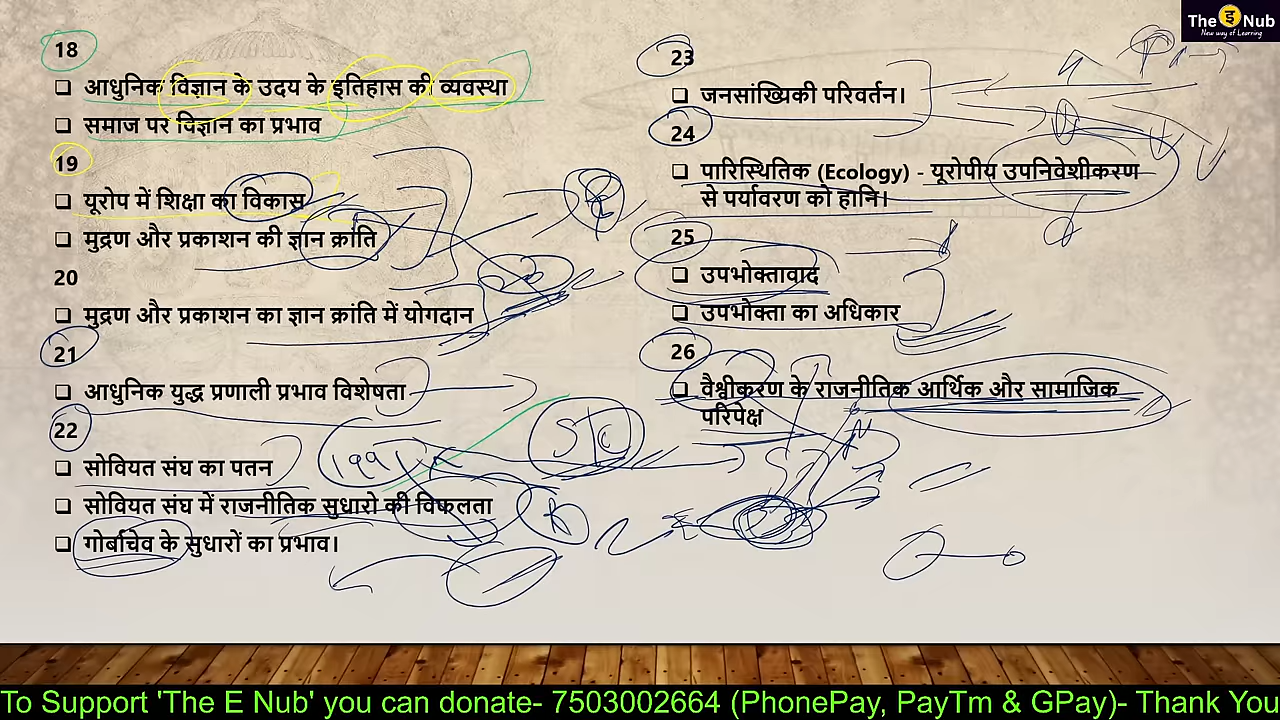 The इ Nub
New way of Learning
18
❑ आधुनिक विज्ञान के उदय के इतिहास की व्यवस्था
❑ समाज पर विज्ञान का प्रभाव
19
❑ यूरोप में शिक्षा का विकास
❑ मुद्रण और प्रकाशन की ज्ञान क्रांति
20
❑ मुद्रण और प्रकाशन का ज्ञान क्रांति में योगदान
21
❑ आधुनिक युद्ध प्रणाली प्रभाव विशेषता
22
❑ सोवियत संघ का पतन
1991
❑ सोवियत संघ में राजनीतिक सुधारो की विफलता
❑ गोर्बाचेव के सुधारों का प्रभाव।
23
❑ जनसांख्यिकी परिवर्तन।
24
❑ पारिस्थितिक (Ecology) - यूरोपीय उपनिवेशीकरण
से पर्यावरण को हानि।
25
❑ उपभोक्तावाद
❑ उपभोक्ता का अधिकार
26
❑ वैश्वीकरण के राजनीतिक आर्थिक और सामाजिक
परिपेक्ष
To Support 'The E Nub' you can donate- 7503002664 (PhonePay, PayTm & GPay)- Thank You